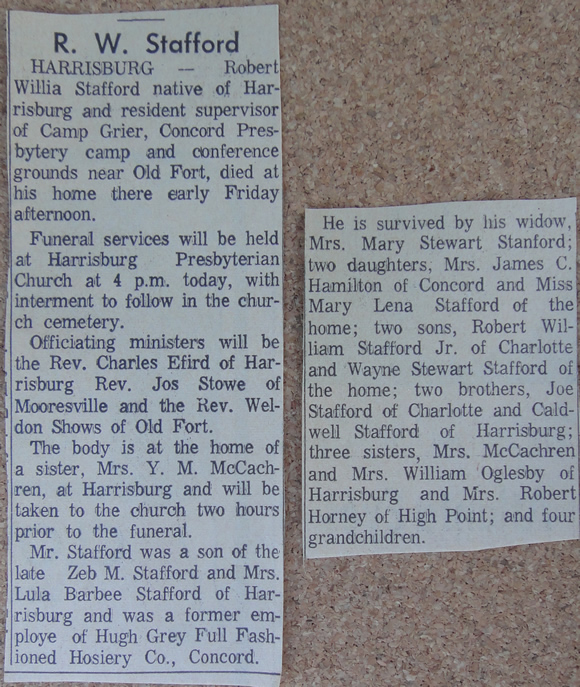 R. W. Stafford
HARRISBURG — Robert
Willia Stafford native of Har-
risburg and resident supervisor
of Camp Grier, Concord Pres-
bytery camp and conference
grounds near Old Fort, died at
his home there early Friday
afternoon.
Funeral services will be held
at Harrisburg Presbyterian
Church at 4 p.m. today, with
interment to follow in the chur-
ch cemetery.
Officiating ministers will be
the Rev. Charles Efird of Har-
risburg Rev. Jos Stowe of
Mooresville and the Rev. Wel-
don Shows of Old Fort.
The body is at the home of
a sister, Mrs. Y. M. McCach-
ren, at Harrisburg and will be
taken to the church two hours
prior to the funeral.
Mr. Stafford was a son of the
late Zeb M. Stafford and Mrs.
Lula Barbee Stafford of Har-
risburg and was a former em-
ploye of Hugh Grey Full Fash-
ioned Hosiery Co., Concord.
He is survived by his widow,
Mrs. Mary Stewart Stanford;
two daughters, Mrs. James C.
Hamilton of Concord and Miss
Mary Lena Stafford of the
home; two sons, Robert Wil-
liam Stafford Jr. of Charlotte
and Wayne Stewart Stafford of
the home; two brothers, Joe
Stafford of Charlotte and Cald-
well Stafford of Harrisburg;
three sisters, Mrs. McCachren
and Mrs. William Oglesby of
Harrisburg and Mrs. Robert
Horney of High Point; and four
grandchildren.